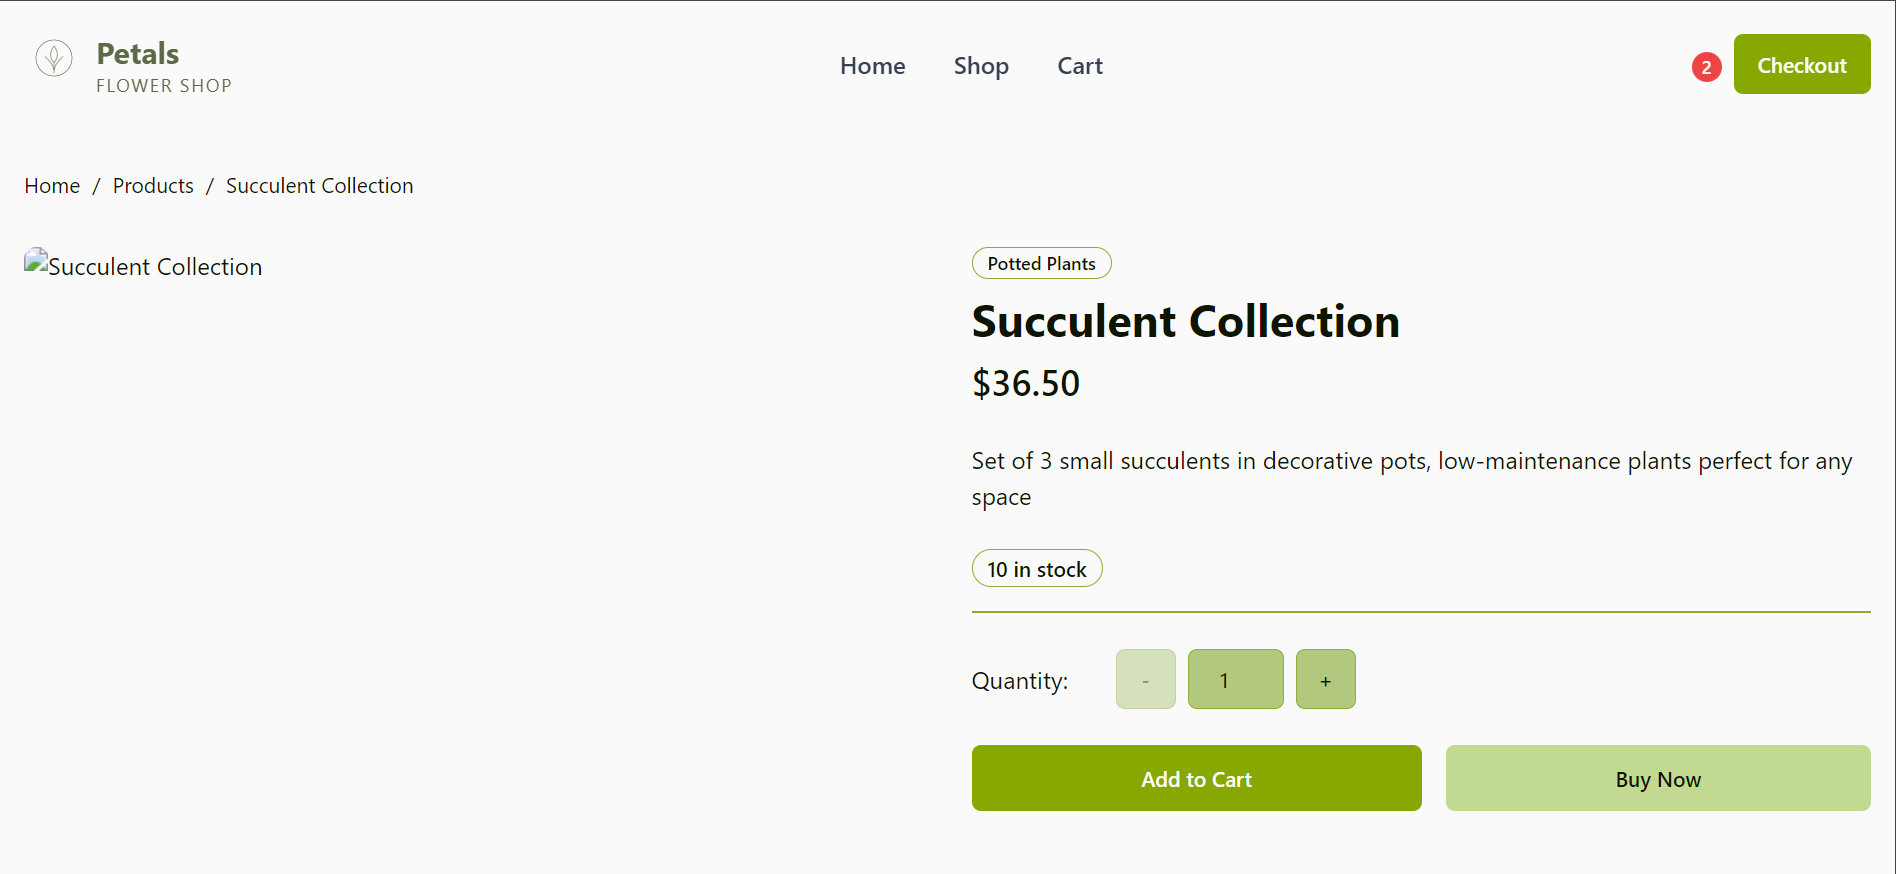 Petals
FLOWER SHOP
Home
Shop
Cart
2
Checkout
Home / Products / Succulent Collection
Succulent Collection
Potted Plants
Succulent Collection
$36.50
Set of 3 small succulents in decorative pots, low-maintenance plants perfect for any
space
10 in stock
Quantity:
-
1
+
Add to Cart
Buy Now